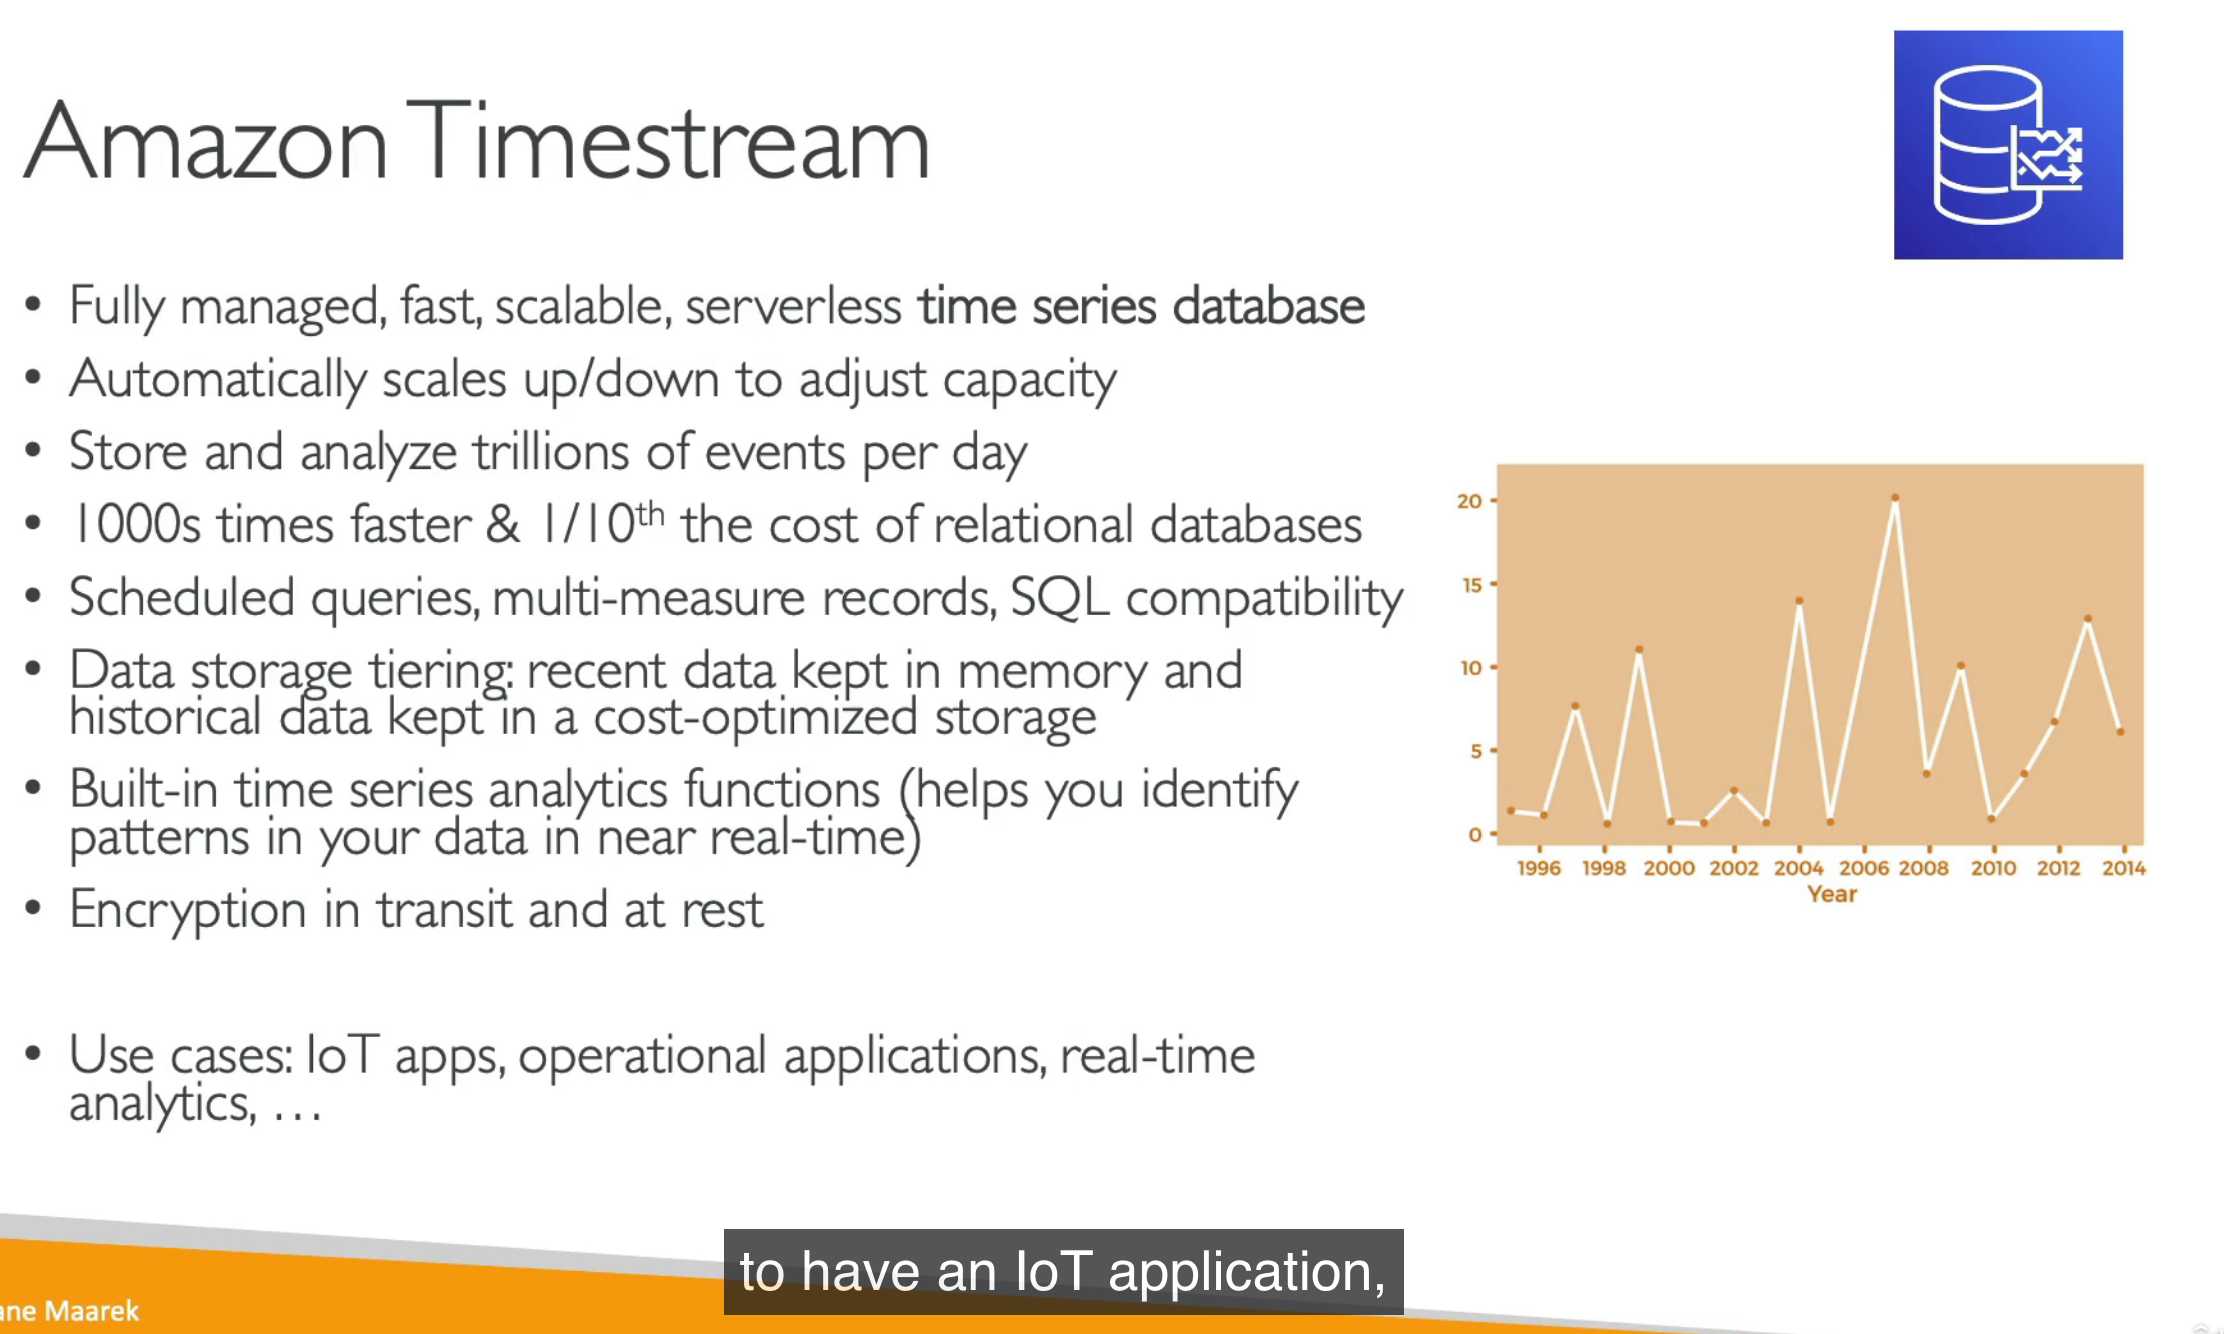 Amazon Timestream
• Fully managed, fast, scalable, serverless time series database
• Automatically scales up/down to adjust capacity
• Store and analyze trillions of events per day
• 1000s times faster & 1/10th the cost of relational databases
• Scheduled queries, multi-measure records, SQL compatibility
• Data storage tiering: recent data kept in memory and
historical data kept in a cost-optimized storage
• Built-in time series analytics functions (helps you identify
patterns in your data in near real-time)
• Encryption in transit and at rest
• Use cases: IoT apps, operational applications, real-time
analytics, …
20
15
10
5
0
1996 1998 2000 2002 2004 2006 2008 2010 2012 2014
Year
to have an IoT application,
ane Maarek